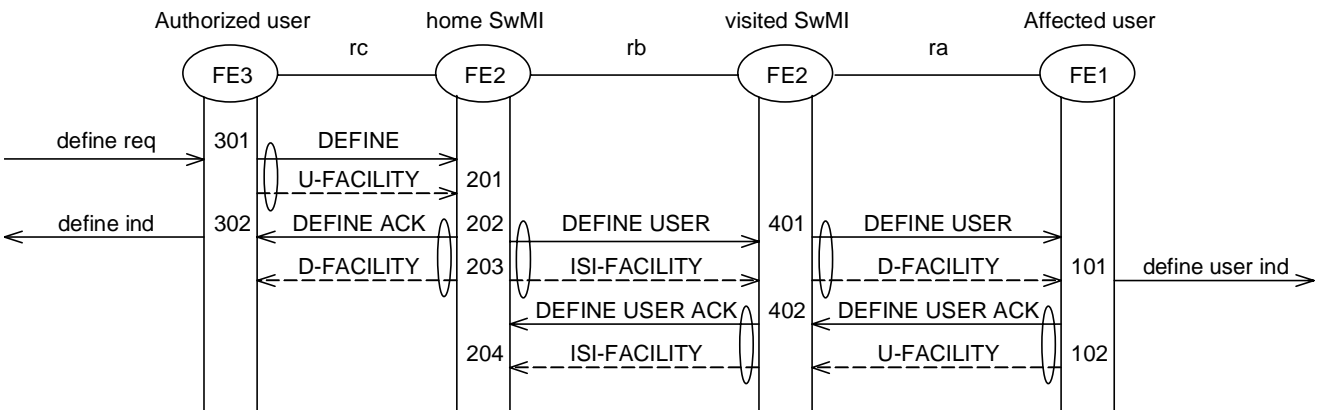 Authorized user home SwMI visited SwMI Affected user
rc rb ra
FE3 FE2 FE2 FE1
define req 301 DEFINE
U-FACILITY 201
define ind 302 DEFINE ACK 202 DEFINE USER 401 DEFINE USER
D-FACILITY 203 ISI-FACILITY D-FACILITY 101 define user ind
DEFINE USER ACK 402 DEFINE USER ACK
204 ISI-FACILITY U-FACILITY 102